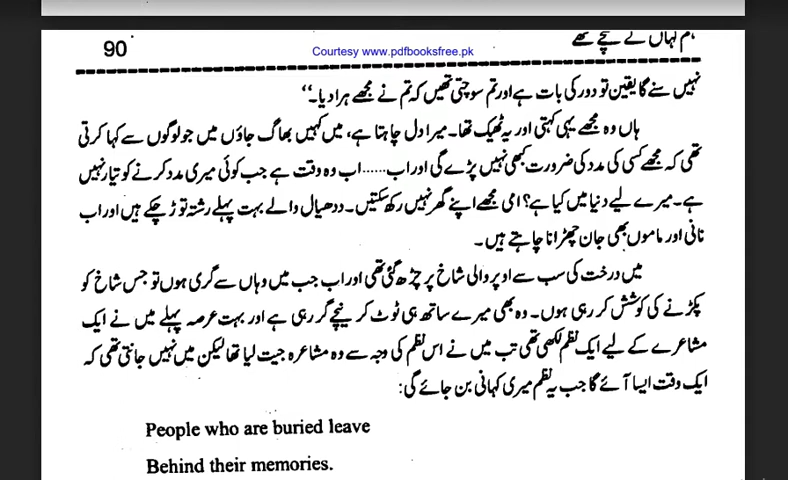 90
Courtesy www.pdfbooksfree.pk
ہم کہاں کے سچے تھے
نہیں سنے گا یقین تو دور کی بات ہے اور تم سوچتی تھیں کہ تم نے مجھے ہرا دیا۔‘‘
ہاں وہ مجھے یہی کہتی اور یہ ٹھیک تھا۔ میرا دل چاہتا ہے، میں کہیں بھاگ جاؤں میں جو لوگوں سے کہا کرتی
تھی کہ مجھے کسی کی مدد کی ضرورت کبھی نہیں پڑے گی اور اب......اب وہ وقت ہے جب کوئی میری مدد کرنے کو تیار نہیں
ہے۔ میرے لیے دنیا میں کیا ہے؟ امی مجھے اپنے گھر نہیں رکھ سکتیں۔ ددھیال والے بہت پہلے رشتہ توڑ چکے ہیں اور اب
نانی اور ماموں بھی جان چھڑانا چاہتے ہیں۔
میں درخت کی سب سے اوپر والی شاخ پر چڑھ گئی تھی اور اب جب میں وہاں سے گری ہوں تو جس شاخ کو
پکڑنے کی کوشش کر رہی ہوں۔ وہ بھی میرے ساتھ ہی ٹوٹ کر نیچے گر رہی ہے اور بہت عرصہ پہلے میں نے ایک
مشاعرے کے لیے ایک نظم لکھی تھی تب میں نے اس نظم کی وجہ سے وہ مشاعرہ جیت لیا تھا لیکن میں نہیں جانتی تھی کہ
ایک وقت ایسا آئے گا جب یہ نظم میری کہانی بن جائے گی:
People who are buried leave
Behind their memories.